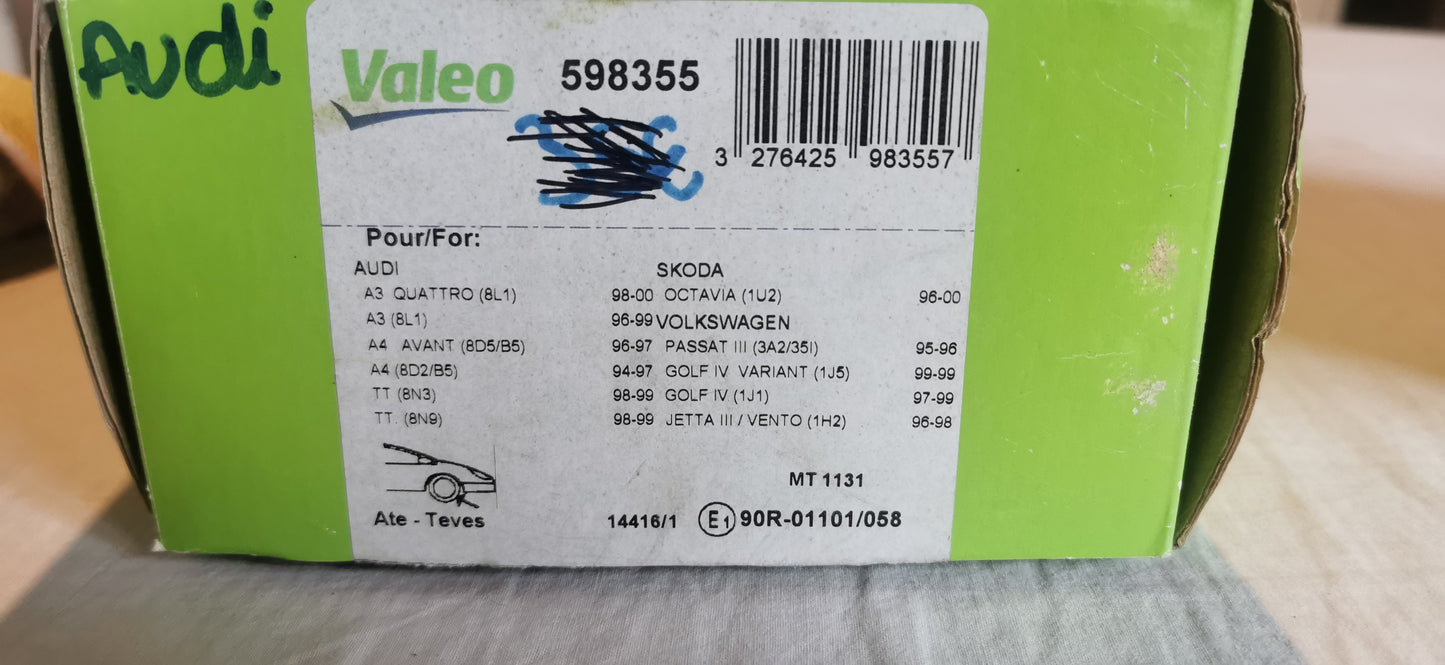 Audi
Valeo 598355
3 276425 983557
Pour/For:
AUDI SKODA
A3 QUATTRO (8L1) 98-00 OCTAVIA (1U2) 96-00
A3 (8L1) 96-99 VOLKSWAGEN
A4 AVANT (8D5/B5) 96-97 PASSAT III (3A2/35I) 95-96
A4 (8D2/B5) 94-97 GOLF IV VARIANT (1J5) 99-99
TT (8N3) 98-99 GOLF IV (1J1) 97-99
TT. (8N9) 98-99 JETTA III / VENTO (1H2) 96-98
MT 1131
Ate - Teves 14416/1 E1 90R-01101/058